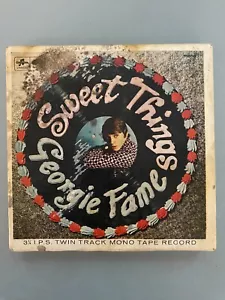 Sweet Things
Georgie Fame
3¾ I.P.S. TWIN TRACK MONO TAPE RECORD